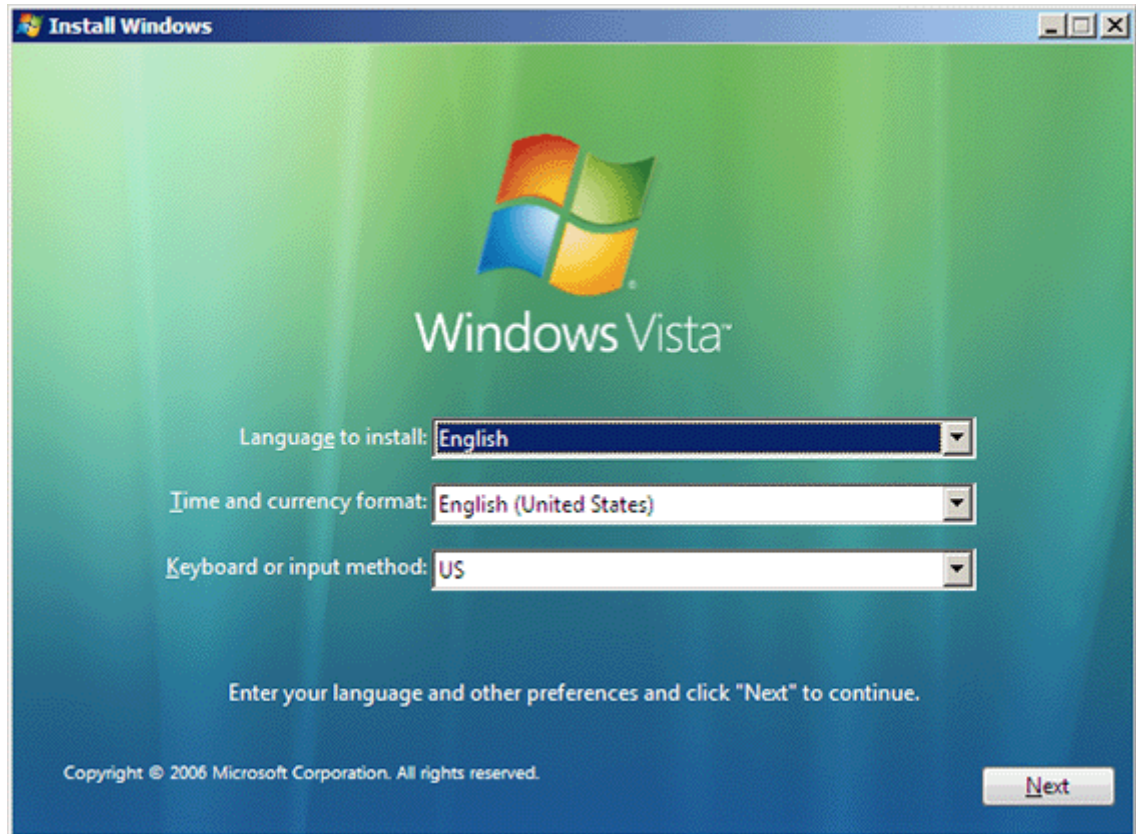 Install Windows
Windows Vista™
Language to install: English
Time and currency format: English (United States)
Keyboard or input method: US
Enter your language and other preferences and click "Next" to continue.
Copyright © 2006 Microsoft Corporation. All rights reserved.
Next